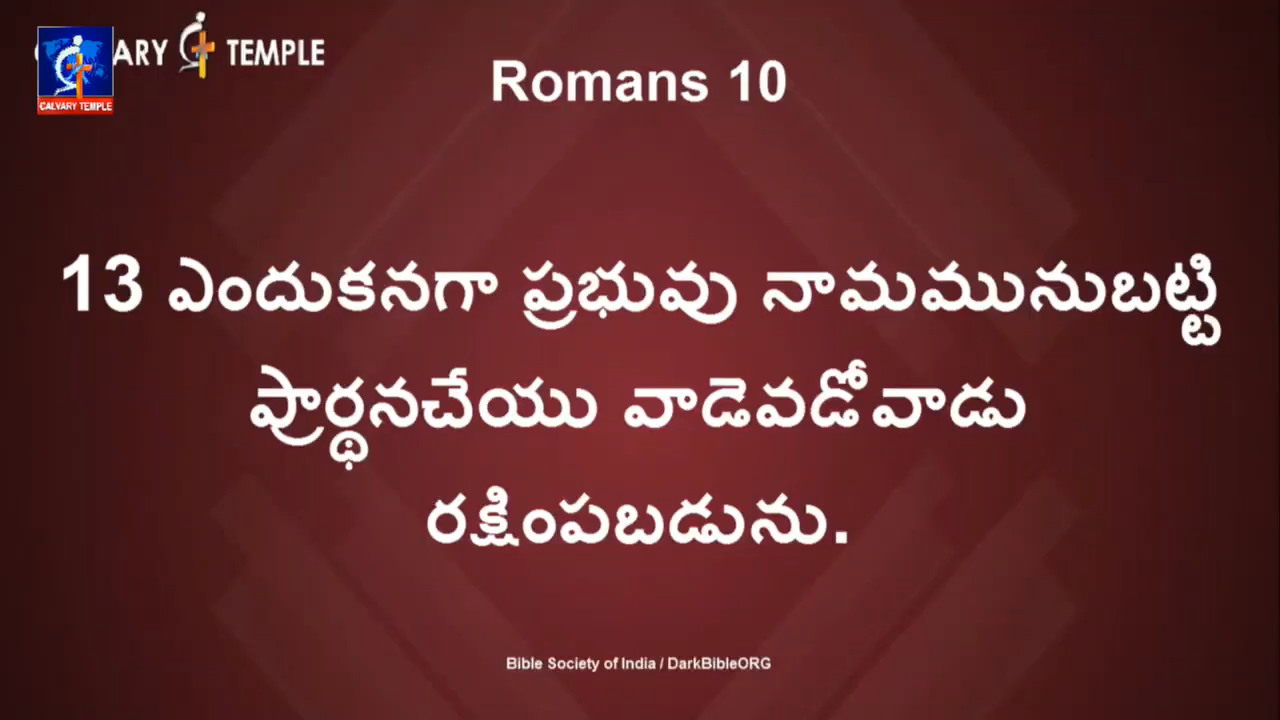 ARY TEMPLE
CALVARY TEMPLE
Romans 10
13 ఎందుకనగా ప్రభువు నామమునుబట్టి
ప్రార్థనచేయు వాడెవడోవాడు
రక్షింపబడును.
Bible Society of India / DarkBibleORG